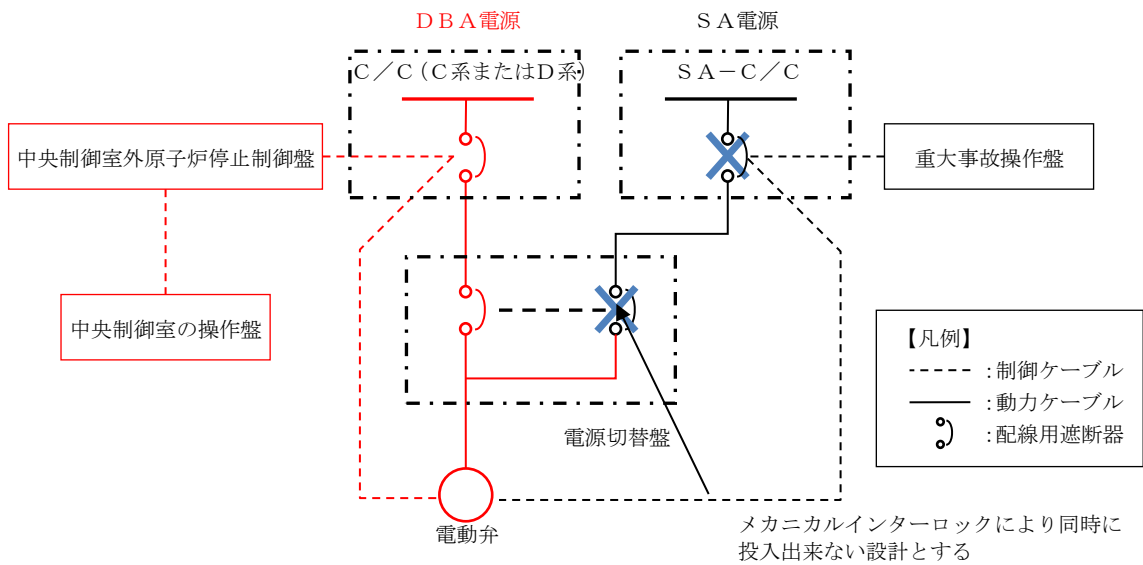 ＤＢＡ電源
ＳＡ電源
Ｃ／Ｃ（Ｃ系またはＤ系）
ＳＡ－Ｃ／Ｃ
中央制御室外原子炉停止制御盤
重大事故操作盤
中央制御室の操作盤
【凡例】
：制御ケーブル
：動力ケーブル
：配線用遮断器
電源切替盤
電動弁
メカニカルインターロックにより同時に
投入出来ない設計とする